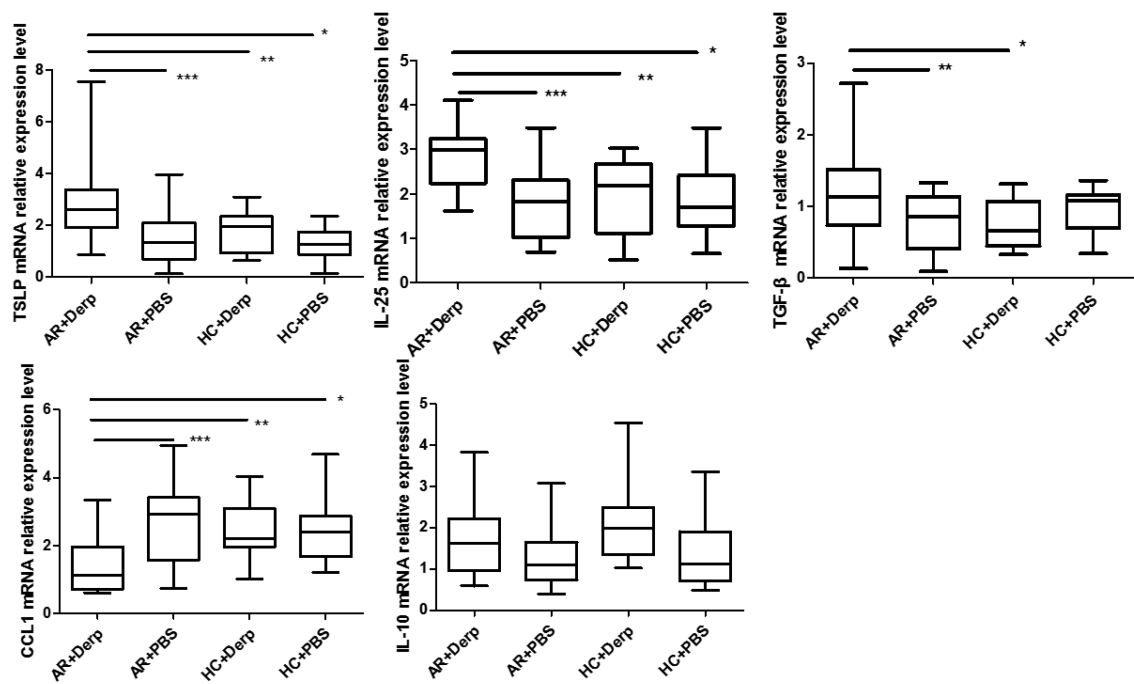 TSLP mRNA relative expression level
8
6
4
2
0
*
**
***
AR+Derp
AR+PBS
HC+Derp
HC+PBS
IL-25 mRNA relative expression level
5
4
3
2
1
0
*
**
***
AR+Derp
AR+PBS
HC+Derp
HC+PBS
TGF-β mRNA relative expression level
3
2
1
0
*
**
AR+Derp
AR+PBS
HC+Derp
HC+PBS
CCL1 mRNA relative expression level
6
4
2
0
*
**
***
AR+Derp
AR+PBS
HC+Derp
HC+PBS
IL-10 mRNA relative expression level
5
4
3
2
1
0
AR+Derp
AR+PBS
HC+Derp
HC+PBS